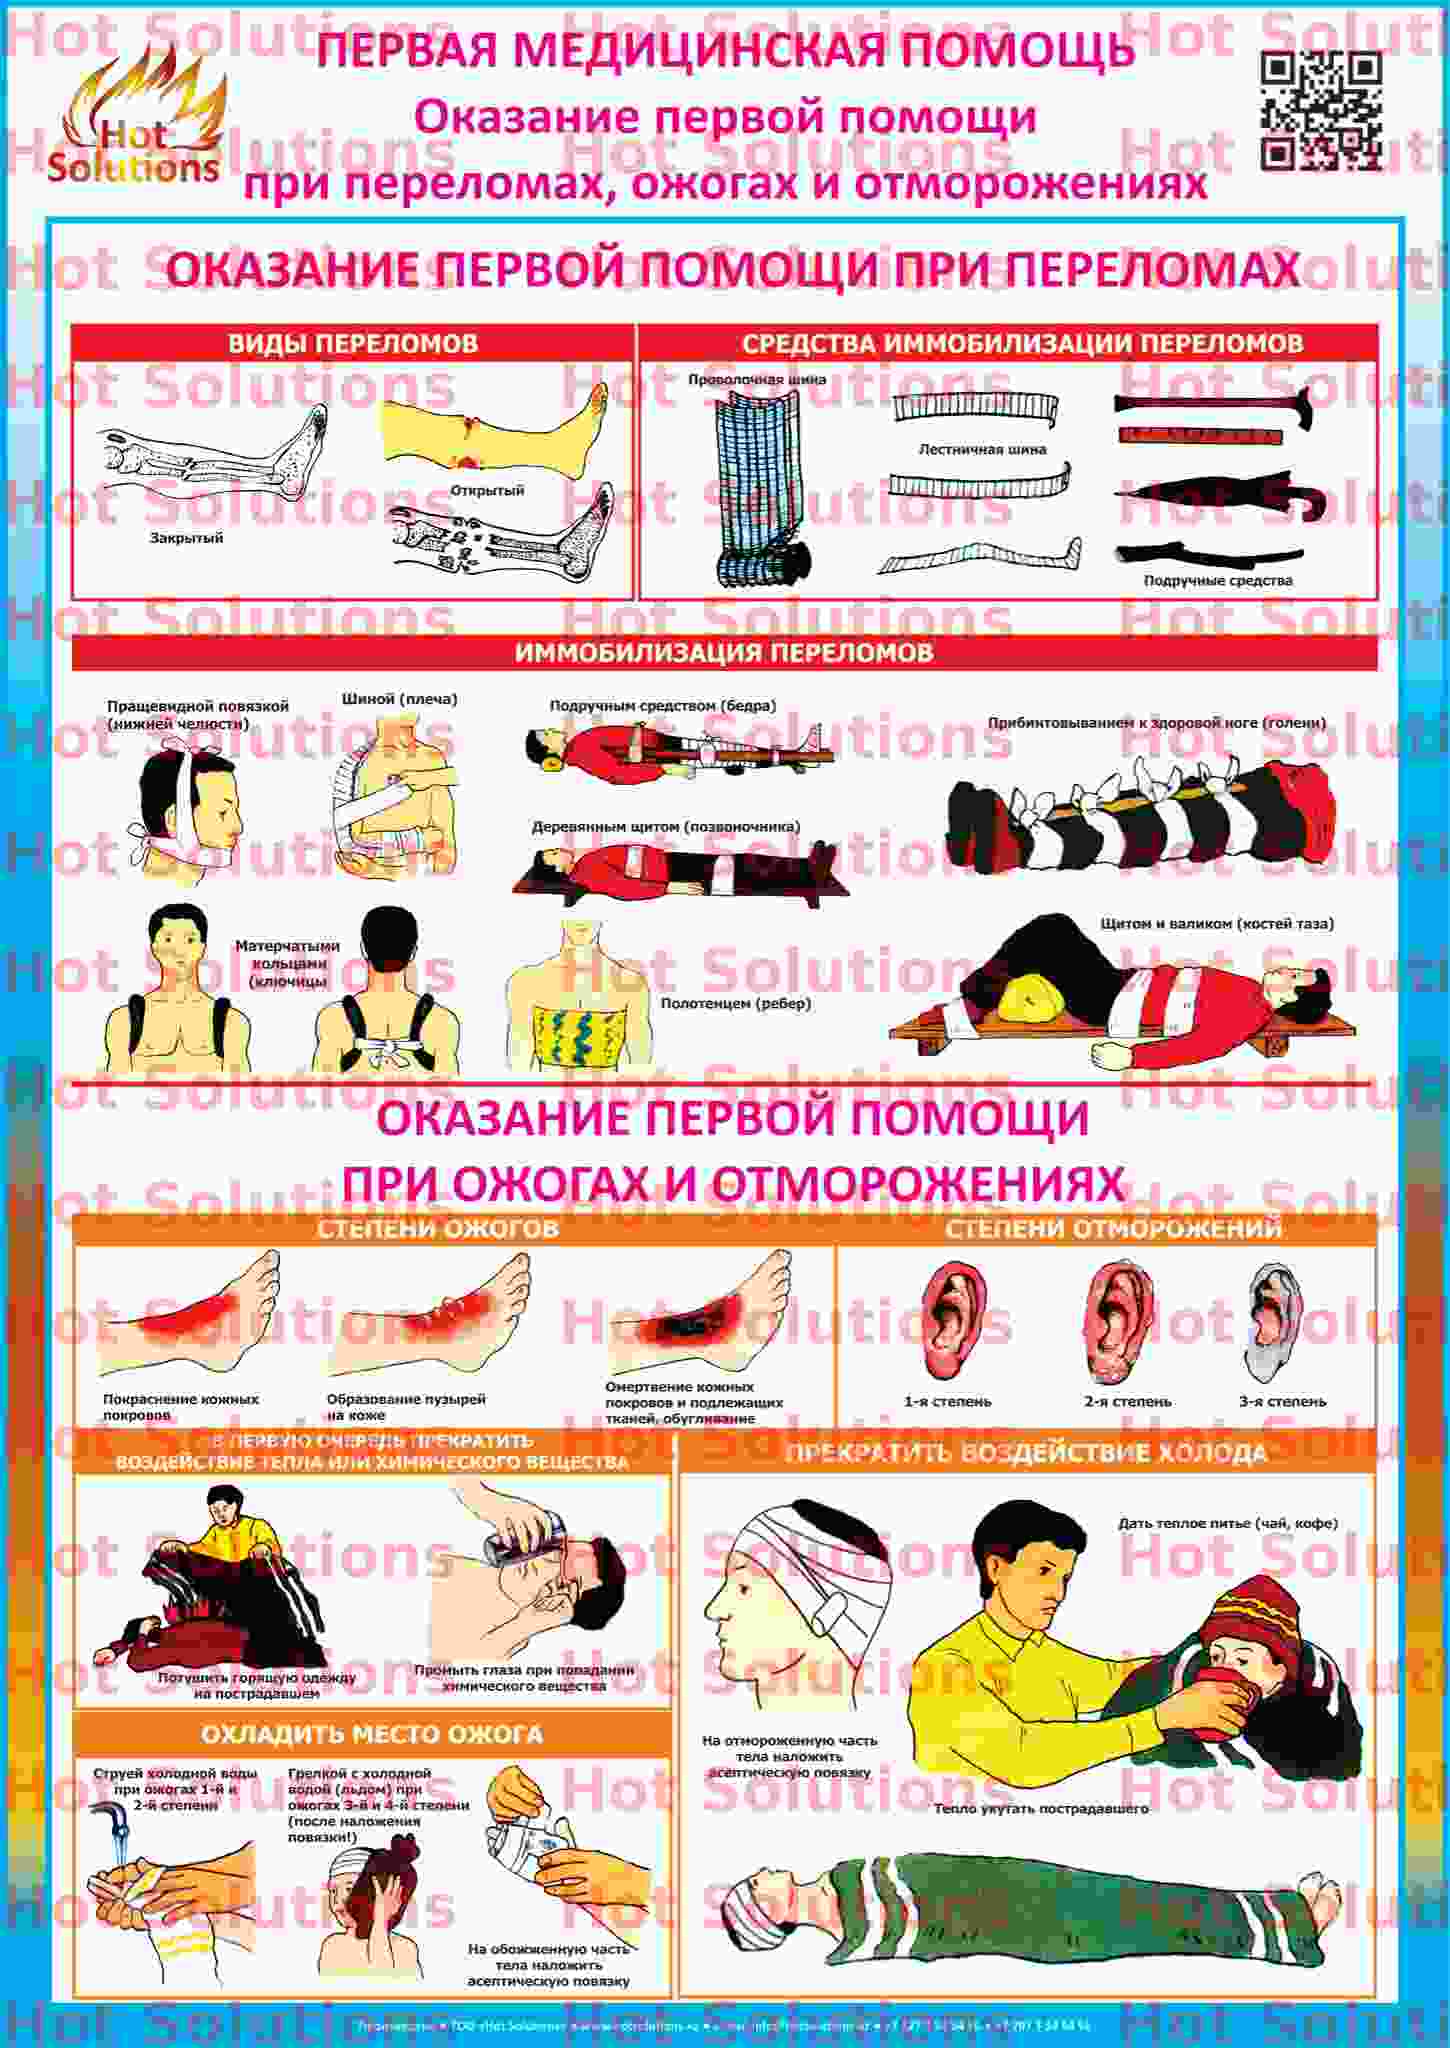 ПЕРВАЯ МЕДИЦИНСКАЯ ПОМОЩЬ
Оказание первой помощи
при переломах, ожогах и отморожениях
Hot
Solutions
ОКАЗАНИЕ ПЕРВОЙ ПОМОЩИ ПРИ ПЕРЕЛОМАХ
ВИДЫ ПЕРЕЛОМОВ
Закрытый
Открытый
СРЕДСТВА ИММОБИЛИЗАЦИИ ПЕРЕЛОМОВ
Проволочная шина
Лестничная шина
Подручные средства
ИММОБИЛИЗАЦИЯ ПЕРЕЛОМОВ
Пращевидной повязкой
(нижней челюсти)
Шиной (плеча)
Подручным средством (бедра)
Прибинтовыванием к здоровой ноге (голени)
Деревянным щитом (позвоночника)
Матерчатыми
кольцами
(ключицы
Полотенцем (ребер)
Щитом и валиком (костей таза)
ОКАЗАНИЕ ПЕРВОЙ ПОМОЩИ
ПРИ ОЖОГАХ И ОТМОРОЖЕНИЯХ
СТЕПЕНИ ОЖОГОВ
Покраснение кожных
покровов
Образование пузырей
на коже
Омертвение кожных
покровов и подлежащих
тканей, обугливание
СТЕПЕНИ ОТМОРОЖЕНИЙ
1-я степень
2-я степень
3-я степень
В ПЕРВУЮ ОЧЕРЕДЬ ПРЕКРАТИТЬ
ВОЗДЕЙСТВИЕ ТЕПЛА ИЛИ ХИМИЧЕСКОГО ВЕЩЕСТВА
Потушить горящую одежду
на пострадавшем
Промыть глаза при попадании
химического вещества
ОХЛАДИТЬ МЕСТО ОЖОГА
Струей холодной воды
при ожогах 1-й и
2-й степени
Грелкой с холодной
водой (льдом) при
ожогах 3-й и 4-й степени
(после наложения
повязки!)
На обожженную часть
тела наложить
асептическую повязку
ПРЕКРАТИТЬ ВОЗДЕЙСТВИЕ ХОЛОДА
Дать теплое питье (чай, кофе)
На отмороженную часть
тела наложить
асептическую повязку
Тепло укутать пострадавшего
Hot Solutions